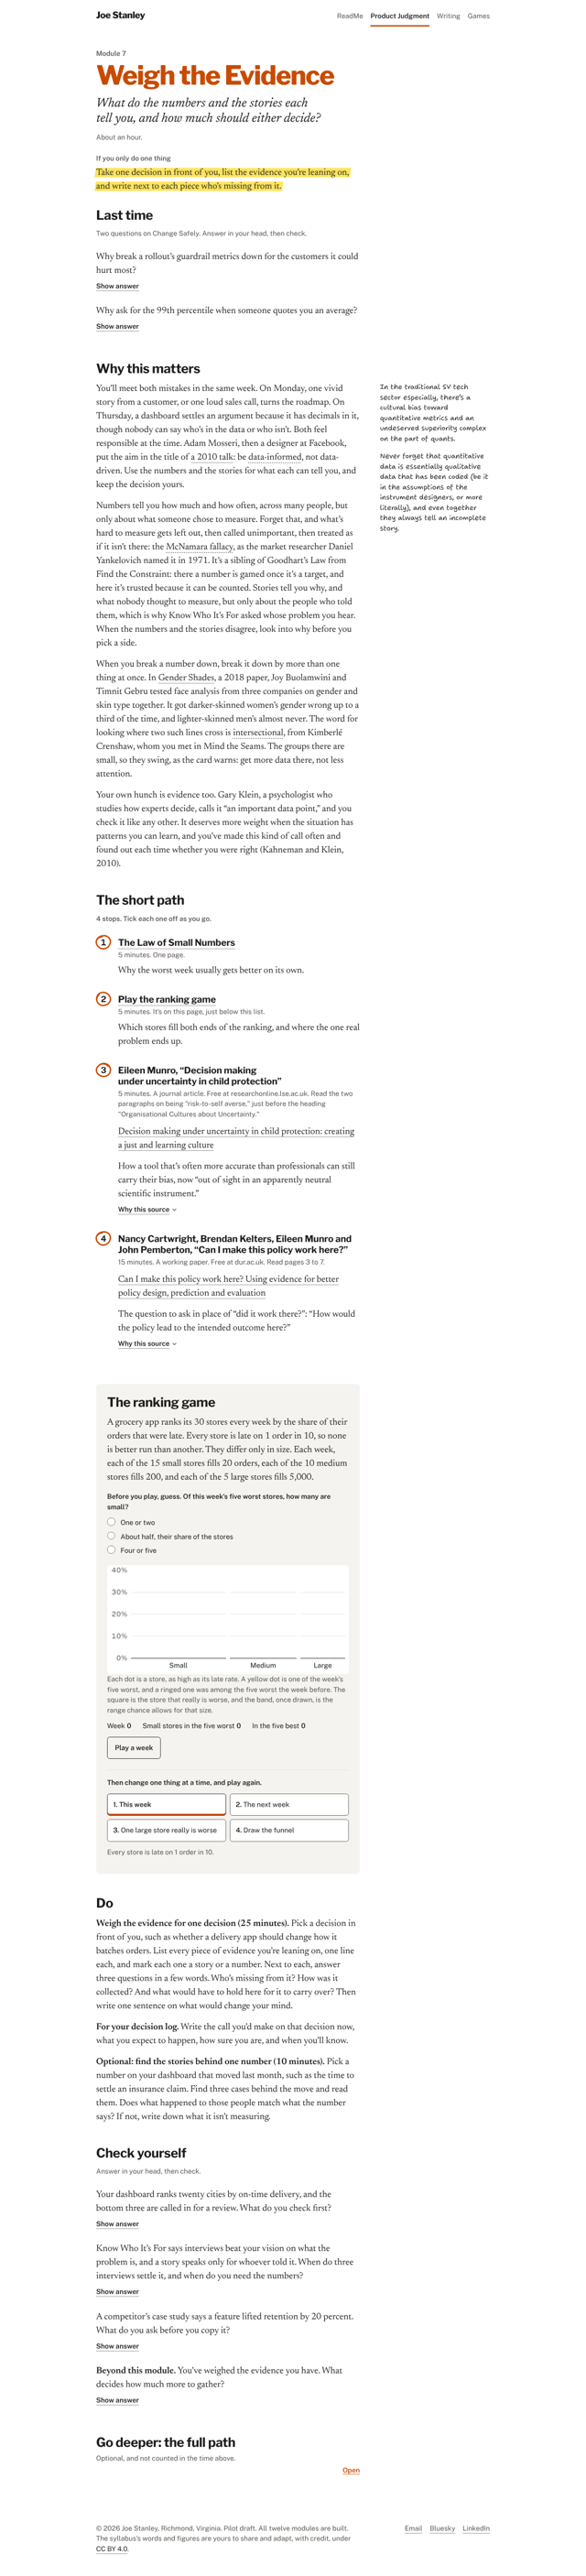 Joe Stanley
ReadMe Product Judgment Writing Games
Module 7
Weigh the Evidence
What do the numbers and the stories each
tell you, and how much should either decide?
About an hour.
If you only do one thing
Take one decision in front of you, list the evidence you're leaning on,
and write next to each piece who's missing from it.
Last time
Two questions on Change Safely. Answer in your head, then check.
Why break a rollout's guardrail metrics down for the customers it could
hurt most?
Show answer
Why ask for the 99th percentile when someone quotes you an average?
Show answer
Why this matters
You'll meet both mistakes in the same week. On Monday, one vivid
story from a customer, or one loud sales call, turns the roadmap. On
Thursday, a dashboard settles an argument because it has decimals in it,
though nobody can say who's in the data or who isn't. Both feel
responsible at the time. Adam Mosseri, then a designer at Facebook,
put the aim in the title of a 2010 talk: be data-informed, not data-
driven. Use the numbers and the stories for what each can tell you, and
keep the decision yours.
In the traditional SV tech
sector especially, there's a
cultural bias toward
quantitative metrics and an
undeserved superiority complex
on the part of quants.
Never forget that quantitative
data is essentially qualitative
data that has been coded (be it
in the assumptions of the
instrument designers, or more
literally), and even together
they always tell an incomplete
story.
Numbers tell you how much and how often, across many people, but
only about what someone chose to measure. Forget that, and what's
hard to measure gets left out, then called unimportant, then treated as
if it isn't there: the McNamara fallacy, as the market researcher Daniel
Yankelovich named it in 1971. It's a sibling of Goodhart's Law from
Find the Constraint: there a number is gamed once it's a target, and
here it's trusted because it can be counted. Stories tell you why, and
what nobody thought to measure, but only about the people who told
them, which is why Know Who It's For asked whose problem you hear.
When the numbers and the stories disagree, look into why before you
pick a side.
When you break a number down, break it down by more than one
thing at once. In Gender Shades, a 2018 paper, Joy Buolamwini and
Timnit Gebru tested face analysis from three companies on gender and
skin type together. It got darker-skinned women's gender wrong up to a
third of the time, and lighter-skinned men's almost never. The word for
looking where two such lines cross is intersectional, from Kimberlé
Crenshaw, whom you met in Mind the Seams. The groups there are
small, so they swing, as the card warns: get more data there, not less
attention.
Your own hunch is evidence too. Gary Klein, a psychologist who
studies how experts decide, calls it “an important data point,” and you
check it like any other. It deserves more weight when the situation has
patterns you can learn, and you've made this kind of call often and
found out each time whether you were right (Kahneman and Klein,
2010).
The short path
4 stops. Tick each one off as you go.
1 The Law of Small Numbers
5 minutes. One page.
Why the worst week usually gets better on its own.
2 Play the ranking game
5 minutes. It's on this page, just below this list.
Which stores fill both ends of the ranking, and where the one real
problem ends up.
3 Eileen Munro, “Decision making
under uncertainty in child protection”
5 minutes. A journal article. Free at researchonline.lse.ac.uk. Read the two
paragraphs on being "risk-to-self averse," just before the heading
"Organisational Cultures about Uncertainty."
Decision making under uncertainty in child protection: creating
a just and learning culture
How a tool that's often more accurate than professionals can still
carry their bias, now “out of sight in an apparently neutral
scientific instrument.”
Why this source
4 Nancy Cartwright, Brendan Kelters, Eileen Munro and
John Pemberton, “Can I make this policy work here?”
15 minutes. A working paper. Free at dur.ac.uk. Read pages 3 to 7.
Can I make this policy work here? Using evidence for better
policy design, prediction and evaluation
The question to ask in place of “did it work there?”: “How would
the policy lead to the intended outcome here?”
Why this source
The ranking game
A grocery app ranks its 30 stores every week by the share of their
orders that were late. Every store is late on 1 order in 10, so none
is better run than another. They differ only in size. Each week,
each of the 15 small stores fills 20 orders, each of the 10 medium
stores fills 200, and each of the 5 large stores fills 5,000.
Before you play, guess. Of this week's five worst stores, how many are
small?
One or two
About half, their share of the stores
Four or five
40%
30%
20%
10%
0%
Small Medium Large
Each dot is a store, as high as its late rate. A yellow dot is one of the week's
five worst, and a ringed one was among the five worst the week before. The
square is the store that really is worse, and the band, once drawn, is the
range chance allows for that size.
Week 0 Small stores in the five worst 0 In the five best 0
Play a week
Then change one thing at a time, and play again.
1. This week
2. The next week
3. One large store really is worse
4. Draw the funnel
Every store is late on 1 order in 10.
Do
Weigh the evidence for one decision (25 minutes). Pick a decision in
front of you, such as whether a delivery app should change how it
batches orders. List every piece of evidence you're leaning on, one line
each, and mark each one a story or a number. Next to each, answer
three questions in a few words. Who's missing from it? How was it
collected? And what would have to hold here for it to carry over? Then
write one sentence on what would change your mind.
For your decision log. Write the call you'd make on that decision now,
what you expect to happen, how sure you are, and when you'll know.
Optional: find the stories behind one number (10 minutes). Pick a
number on your dashboard that moved last month, such as the time to
settle an insurance claim. Find three cases behind the move and read
them. Does what happened to those people match what the number
says? If not, write down what it isn't measuring.
Check yourself
Answer in your head, then check.
Your dashboard ranks twenty cities by on-time delivery, and the
bottom three are called in for a review. What do you check first?
Show answer
Know Who It's For says interviews beat your vision on what the
problem is, and a story speaks only for whoever told it. When do three
interviews settle it, and when do you need the numbers?
Show answer
A competitor's case study says a feature lifted retention by 20 percent.
What do you ask before you copy it?
Show answer
Beyond this module. You've weighed the evidence you have. What
decides how much more to gather?
Show answer
Go deeper: the full path
Optional, and not counted in the time above.
Open
© 2026 Joe Stanley, Richmond, Virginia. Pilot draft. All twelve modules are built.
The syllabus's words and figures are yours to share and adapt, with credit, under
CC BY 4.0.
Email Bluesky LinkedIn